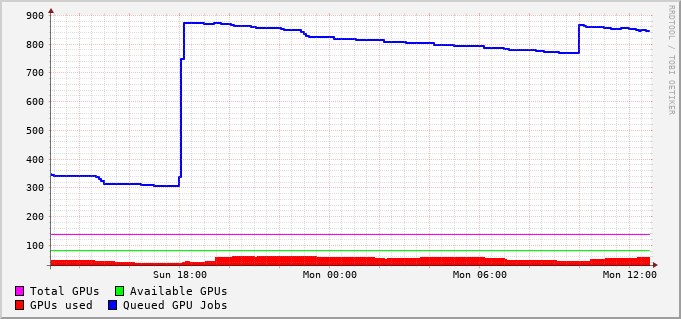 900
800
700
600
500
400
300
200
100
Sun 18:00 Mon 00:00 Mon 06:00 Mon 12:00
Total GPUs Available GPUs
GPUs used Queued GPU Jobs
RRDTOOL / TOBI OETIKER